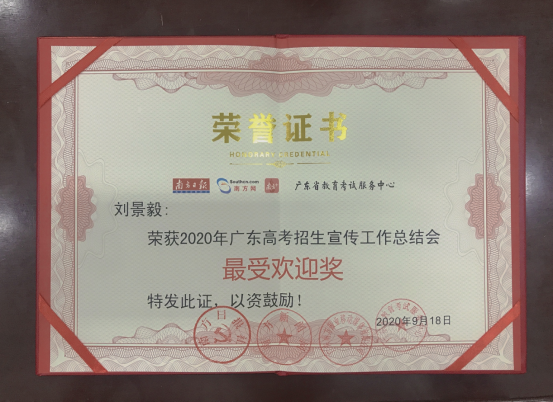 荣誉证书
HONORARY CREDENTIAL
南方日报 Southcn.com 南方网 南方+ 广东省教育考试服务中心
刘景毅:
荣获2020年广东高考招生宣传工作总结会
最受欢迎奖
特发此证，以资鼓励！
2020年9月18日